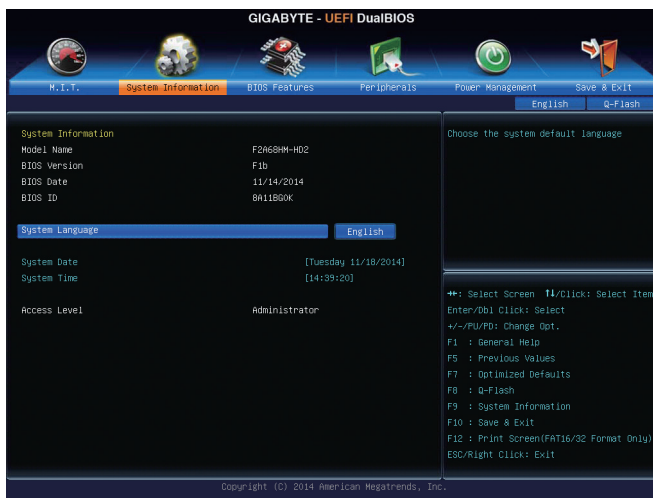 GIGABYTE - UEFI DualBIOS
M.I.T. System Information BIOS Features Peripherals Power Management Save & Exit
English Q-Flash
System Information
Model Name F2A68HM-HD2
BIOS Version F1b
BIOS Date 11/14/2014
BIOS ID 8A11BG0K
System Language English
System Date [Tuesday 11/18/2014]
System Time [14:39:20]
Access Level Administrator
Choose the system default language
→←: Select Screen ↑↓/Click: Select Item
Enter/Dbl Click: Select
+/-/PU/PD: Change Opt.
F1 : General Help
F5 : Previous Values
F7 : Optimized Defaults
F8 : Q-Flash
F9 : System Information
F10 : Save & Exit
F12 : Print Screen(FAT16/32 Format Only)
ESC/Right Click: Exit
Copyright (C) 2014 American Megatrends, Inc.